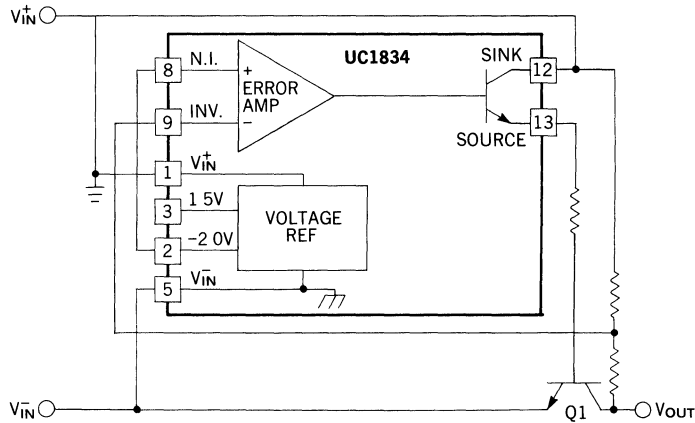 V+IN
UC1834
8 N.I. + SINK 12
ERROR AMP
9 INV. −
SOURCE 13
1 V+IN
3 1 5V
VOLTAGE REF
2 −2 0V
5 V−IN
V−IN
Q1
VOUT